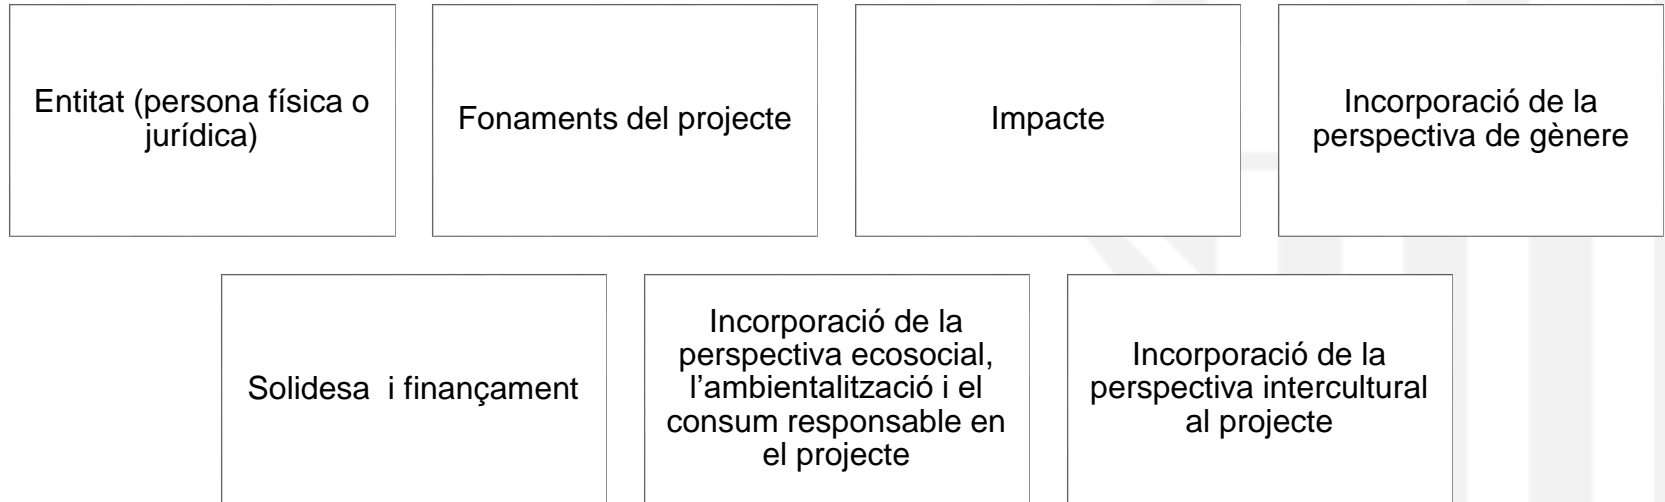 Entitat (persona física o
jurídica)
Fonaments del projecte
Impacte
Incorporació de la
perspectiva de gènere
Solidesa  i finançament
Incorporació de la
perspectiva ecosocial,
l’ambientalització i el
consum responsable en
el projecte
Incorporació de la
perspectiva intercultural
al projecte